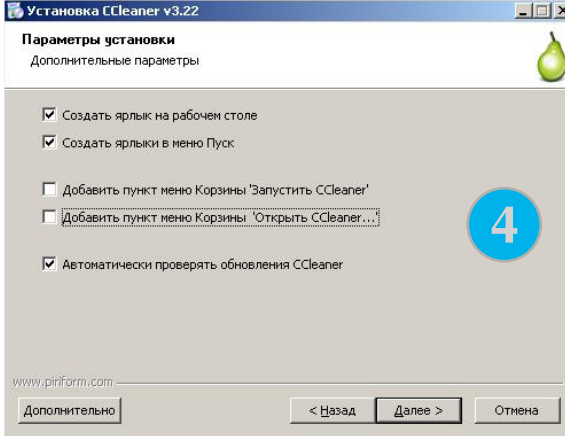 Установка CCleaner v3.22
Параметры установки
Дополнительные параметры
Создать ярлык на рабочем столе
Создать ярлыки в меню Пуск
Добавить пункт меню Корзины 'Запустить CCleaner'
Добавить пункт меню Корзины 'Открыть CCleaner...'
4
Автоматически проверять обновления CCleaner
www.piriform.com
Дополнительно
< Назад
Далее >
Отмена